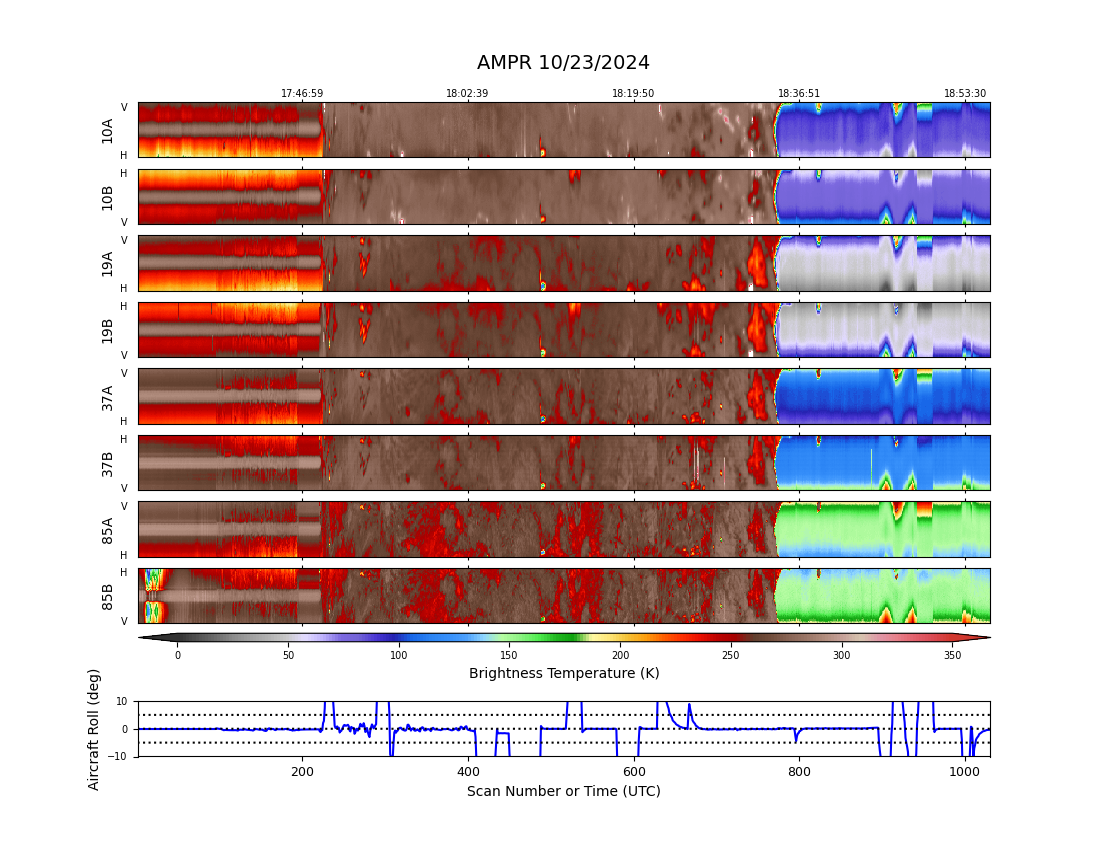 AMPR 10/23/2024
17:46:59 18:02:39 18:19:50 18:36:51 18:53:30
10A V H
10B H V
19A V H
19B H V
37A V H
37B H V
85A V H
85B H V
0 50 100 150 200 250 300 350
Brightness Temperature (K)
Aircraft Roll (deg)
10
0
−10
200 400 600 800 1000
Scan Number or Time (UTC)